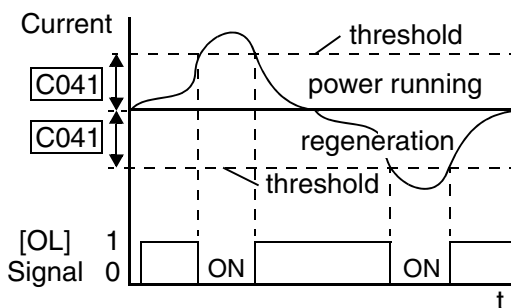 Current
threshold
C041
power running
C041
regeneration
threshold
[OL] 1
Signal 0 ON ON
t